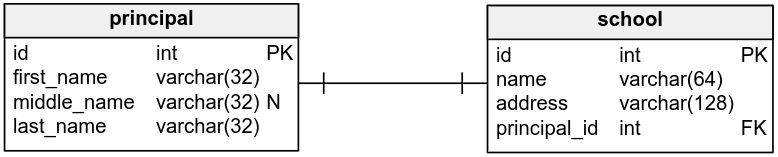 principal
id int PK
first_name varchar(32)
middle_name varchar(32) N
last_name varchar(32)
school
id int PK
name varchar(64)
address varchar(128)
principal_id int FK